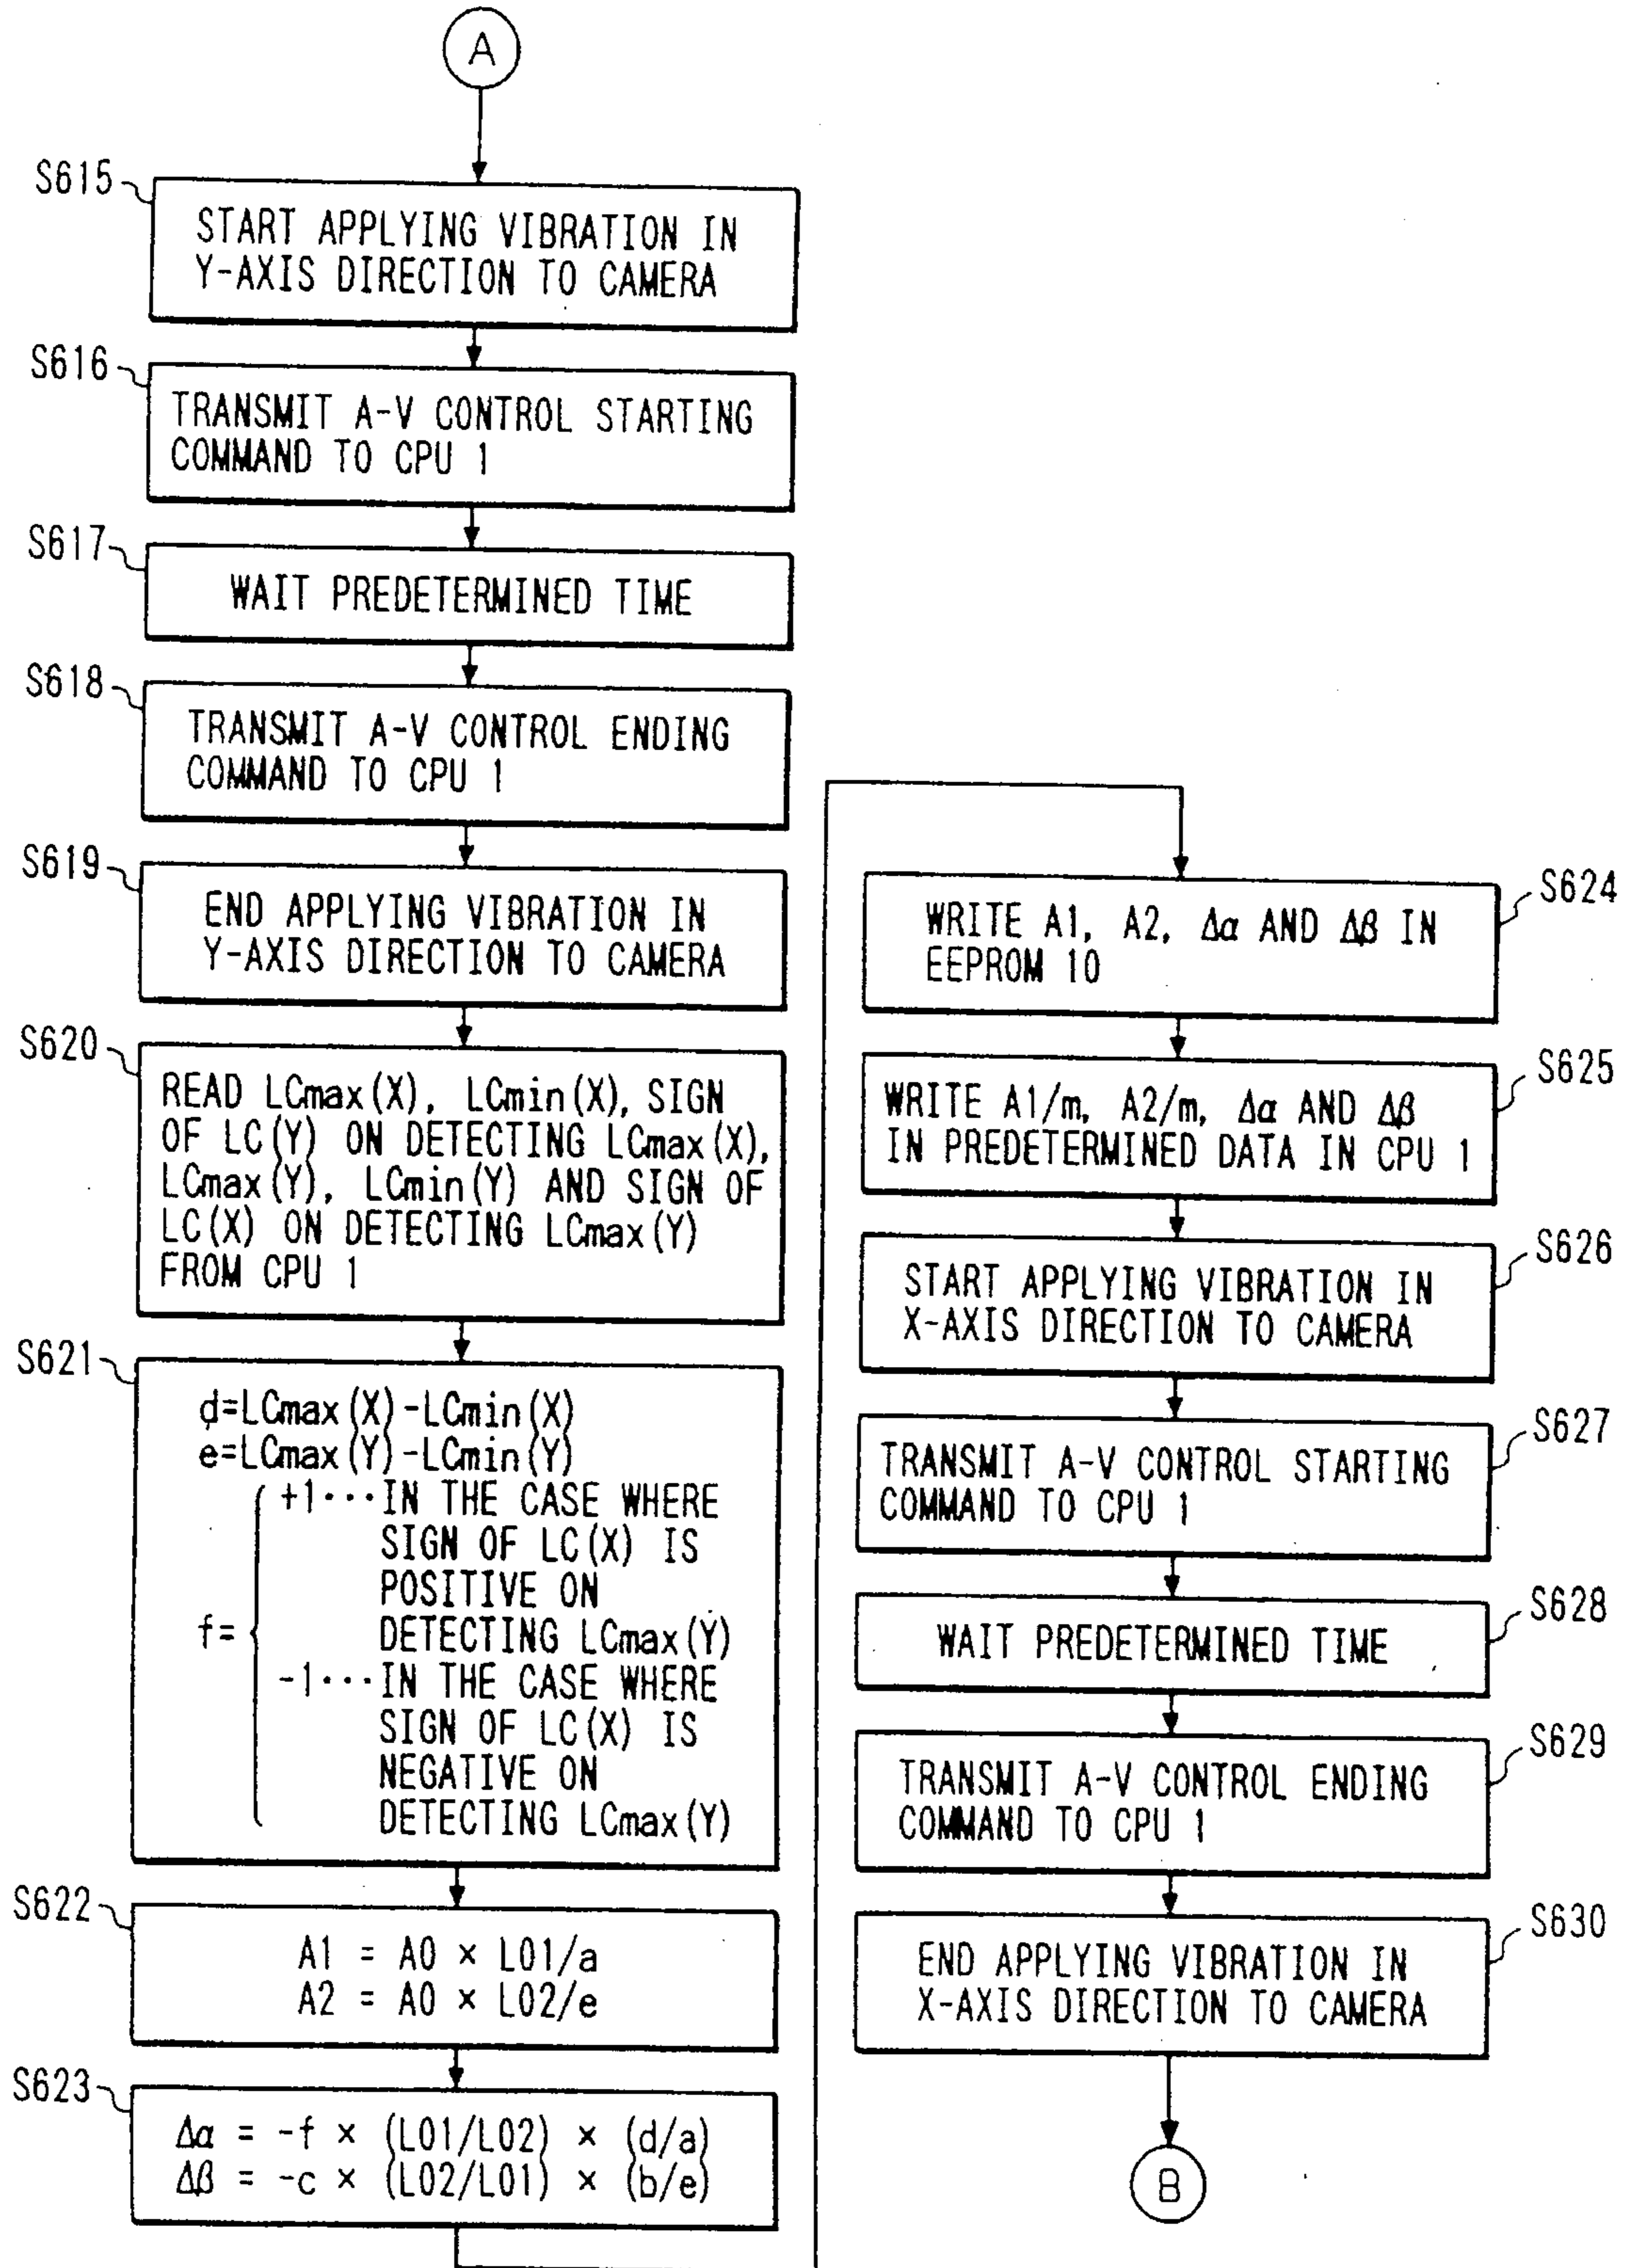 A
S615
START APPLYING VIBRATION IN
Y-AXIS DIRECTION TO CAMERA
S616
TRANSMIT A-V CONTROL STARTING
COMMAND TO CPU 1
S617
WAIT PREDETERMINED TIME
S618
TRANSMIT A-V CONTROL ENDING
COMMAND TO CPU 1
S619
END APPLYING VIBRATION IN
Y-AXIS DIRECTION TO CAMERA
S620
READ LCmax(X), LCmin(X), SIGN
OF LC(Y) ON DETECTING LCmax(X),
LCmax(Y), LCmin(Y) AND SIGN OF
LC(X) ON DETECTING LCmax(Y)
FROM CPU 1
S621
d=LCmax(X)-LCmin(X)
e=LCmax(Y)-LCmin(Y)
+1···IN THE CASE WHERE
SIGN OF LC(X) IS
POSITIVE ON
DETECTING LCmax(Y)
f=
-1···IN THE CASE WHERE
SIGN OF LC(X) IS
NEGATIVE ON
DETECTING LCmax(Y)
S622
A1 = A0 × L01/a
A2 = A0 × L02/e
S623
Δα = -f × (L01/L02) × (d/a)
Δβ = -c × (L02/L01) × (b/e)
S624
WRITE A1, A2, Δα AND Δβ IN
EEPROM 10
S625
WRITE A1/m, A2/m, Δα AND Δβ
IN PREDETERMINED DATA IN CPU 1
S626
START APPLYING VIBRATION IN
X-AXIS DIRECTION TO CAMERA
S627
TRANSMIT A-V CONTROL STARTING
COMMAND TO CPU 1
S628
WAIT PREDETERMINED TIME
S629
TRANSMIT A-V CONTROL ENDING
COMMAND TO CPU 1
S630
END APPLYING VIBRATION IN
X-AXIS DIRECTION TO CAMERA
B